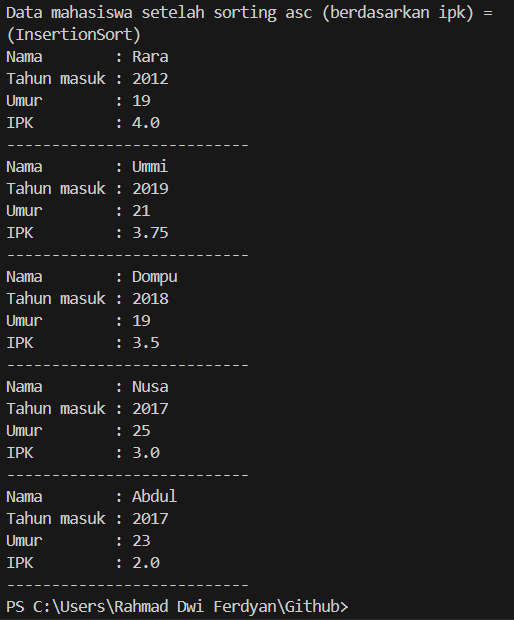 Data mahasiswa setelah sorting asc (berdasarkan ipk) =
(InsertionSort)
Nama        : Rara
Tahun masuk : 2012
Umur        : 19
IPK         : 4.0
---------------------------
Nama        : Ummi
Tahun masuk : 2019
Umur        : 21
IPK         : 3.75
---------------------------
Nama        : Dompu
Tahun masuk : 2018
Umur        : 19
IPK         : 3.5
---------------------------
Nama        : Nusa
Tahun masuk : 2017
Umur        : 25
IPK         : 3.0
---------------------------
Nama        : Abdul
Tahun masuk : 2017
Umur        : 23
IPK         : 2.0
---------------------------
PS C:\Users\Rahmad Dwi Ferdyan\Github>